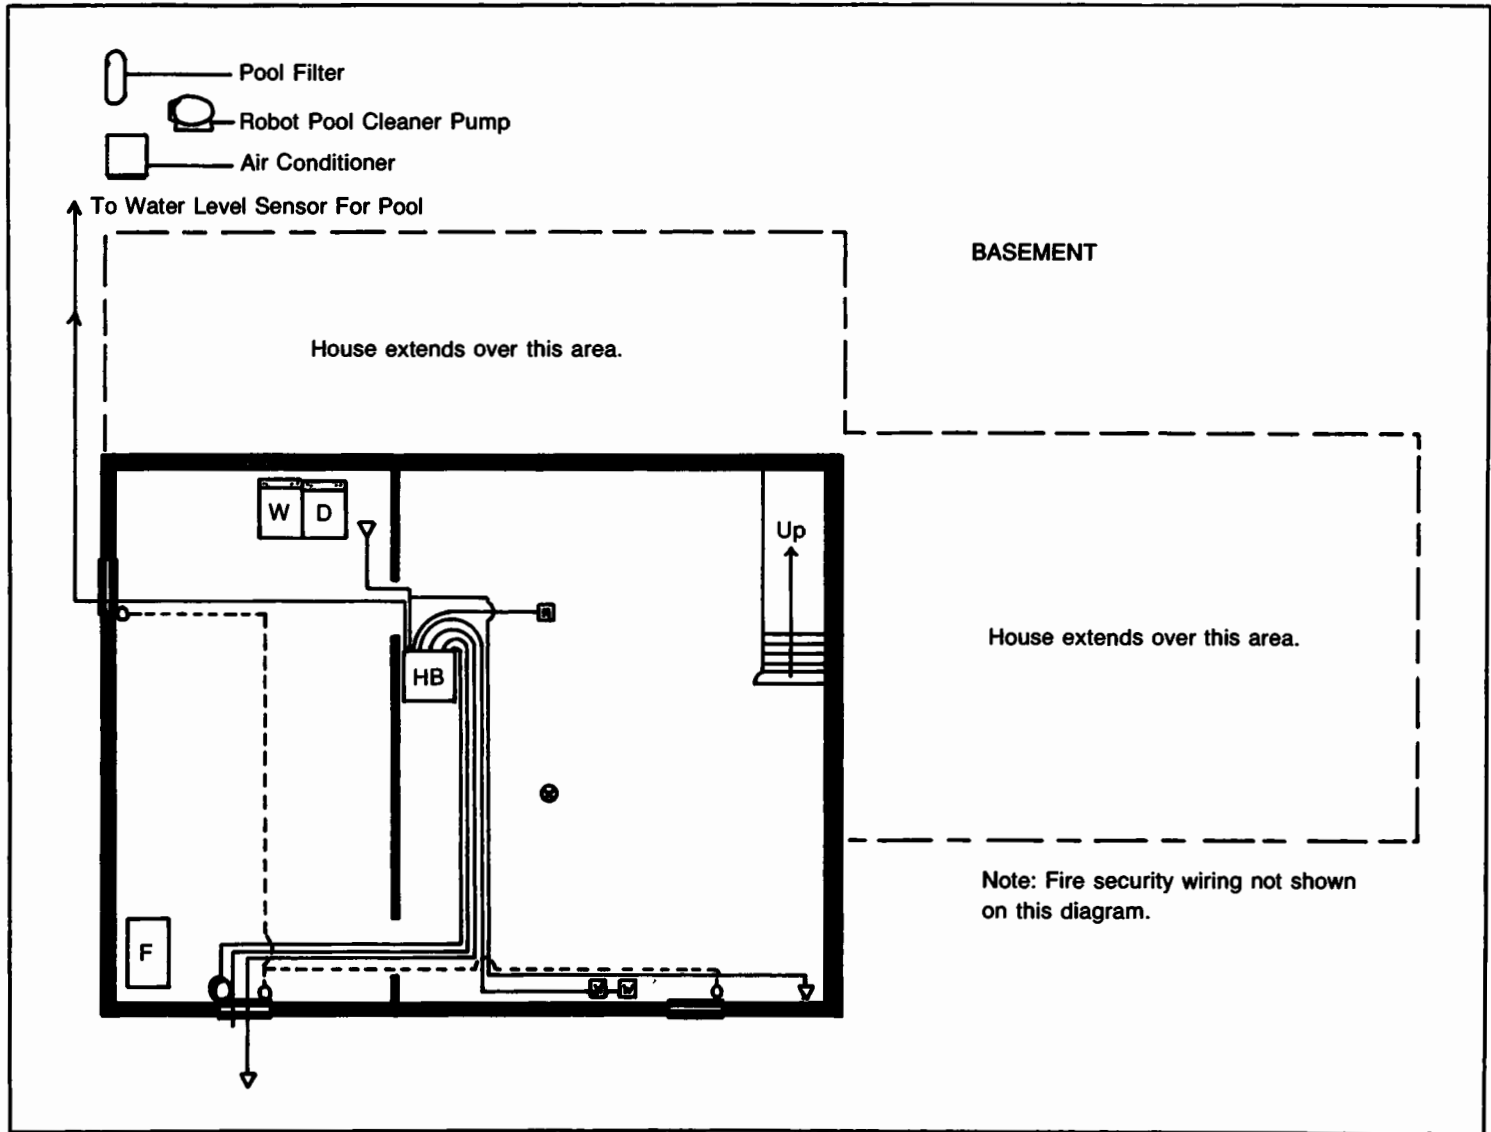 Pool Filter
Robot Pool Cleaner Pump
Air Conditioner
To Water Level Sensor For Pool
BASEMENT
House extends over this area.
W D
Up
House extends over this area.
HB
Note: Fire security wiring not shown
on this diagram.
F